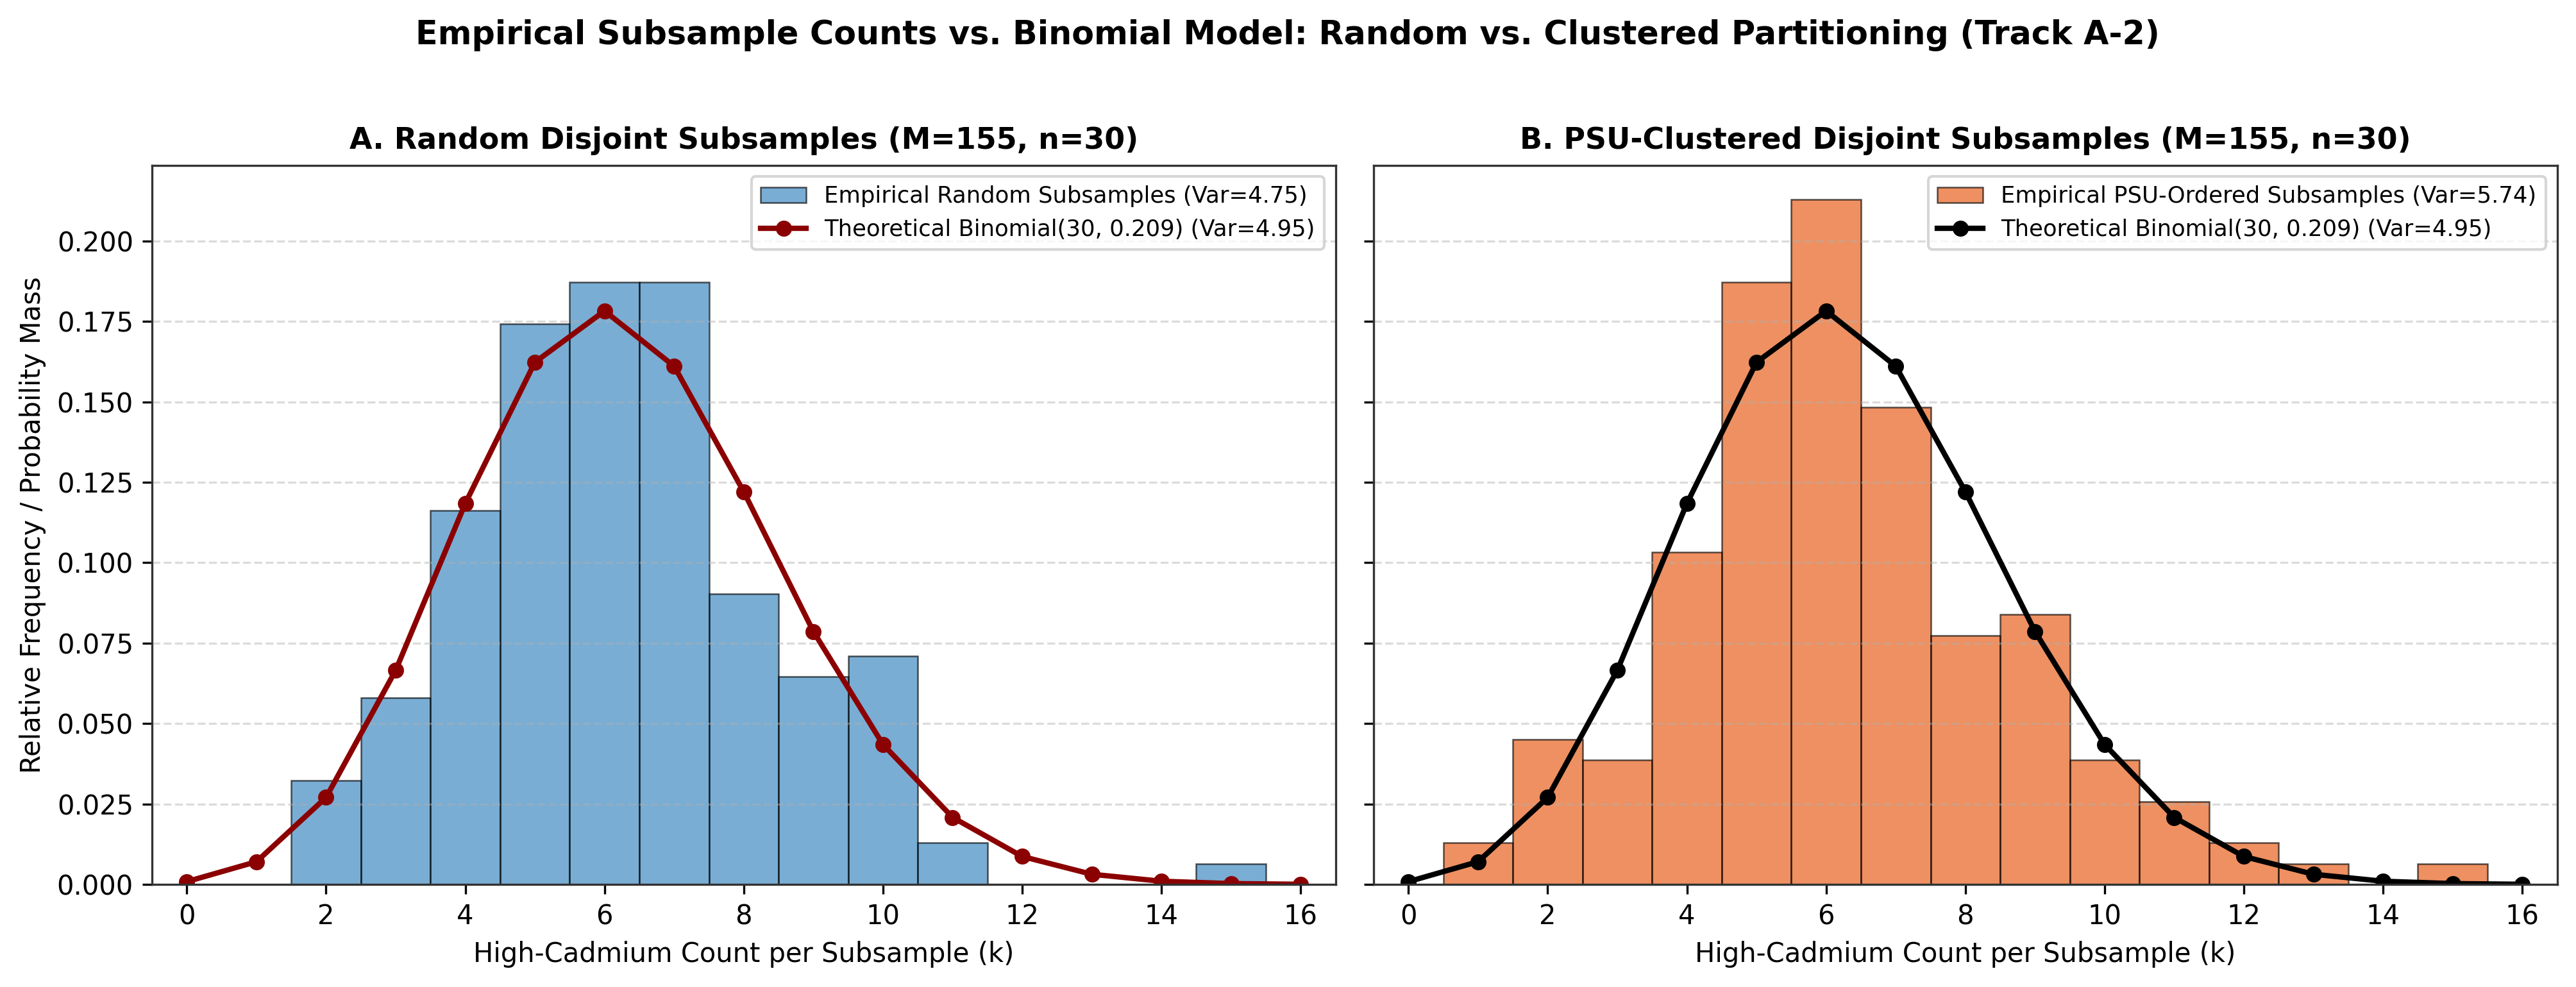 Empirical Subsample Counts vs. Binomial Model: Random vs. Clustered Partitioning (Track A-2)
A. Random Disjoint Subsamples (M=155, n=30)
Empirical Random Subsamples (Var=4.75)
Theoretical Binomial(30, 0.209) (Var=4.95)
Relative Frequency / Probability Mass
0.200
0.175
0.150
0.125
0.100
0.075
0.050
0.025
0.000
0 2 4 6 8 10 12 14 16
High-Cadmium Count per Subsample (k)
B. PSU-Clustered Disjoint Subsamples (M=155, n=30)
Empirical PSU-Ordered Subsamples (Var=5.74)
Theoretical Binomial(30, 0.209) (Var=4.95)
0 2 4 6 8 10 12 14 16
High-Cadmium Count per Subsample (k)